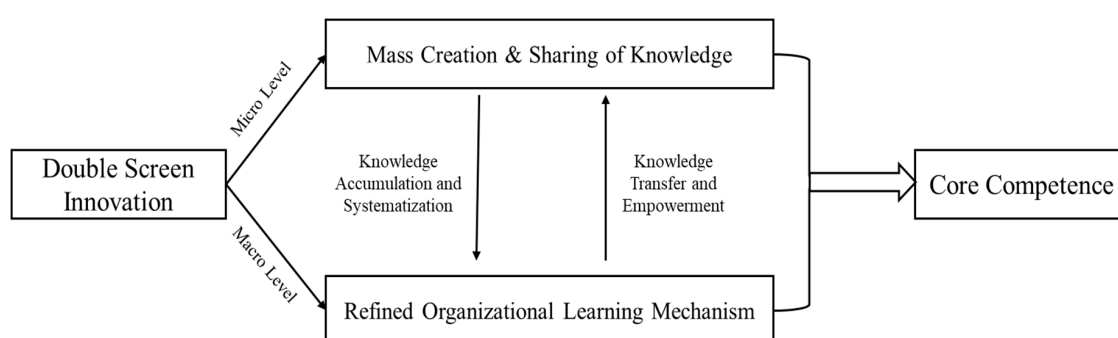 Mass Creation & Sharing of Knowledge
Micro Level
Double Screen
Innovation
Knowledge
Accumulation and
Systematization
Knowledge
Transfer and
Empowerment
Core Competence
Macro Level
Refined Organizational Learning Mechanism